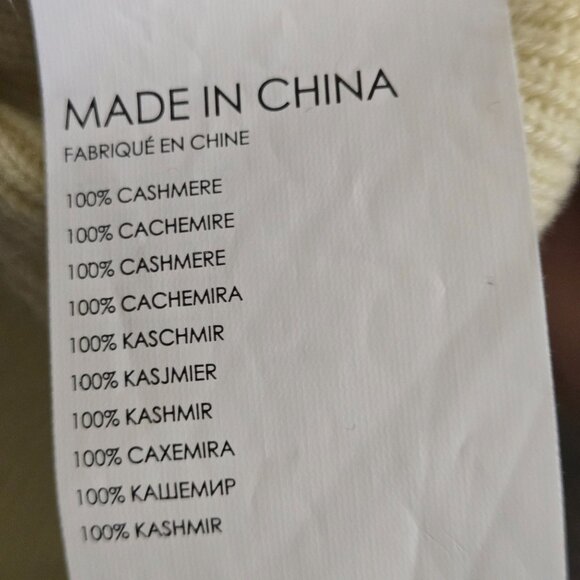 MADE IN CHINA
FABRIQUÉ EN CHINE
100% CASHMERE
100% CACHEMIRE
100% CASHMERE
100% CACHEMIRA
100% KASCHMIR
100% KASJMIER
100% KASHMIR
100% CAXEMIRA
100% КАШЕМИР
100% KASHMIR